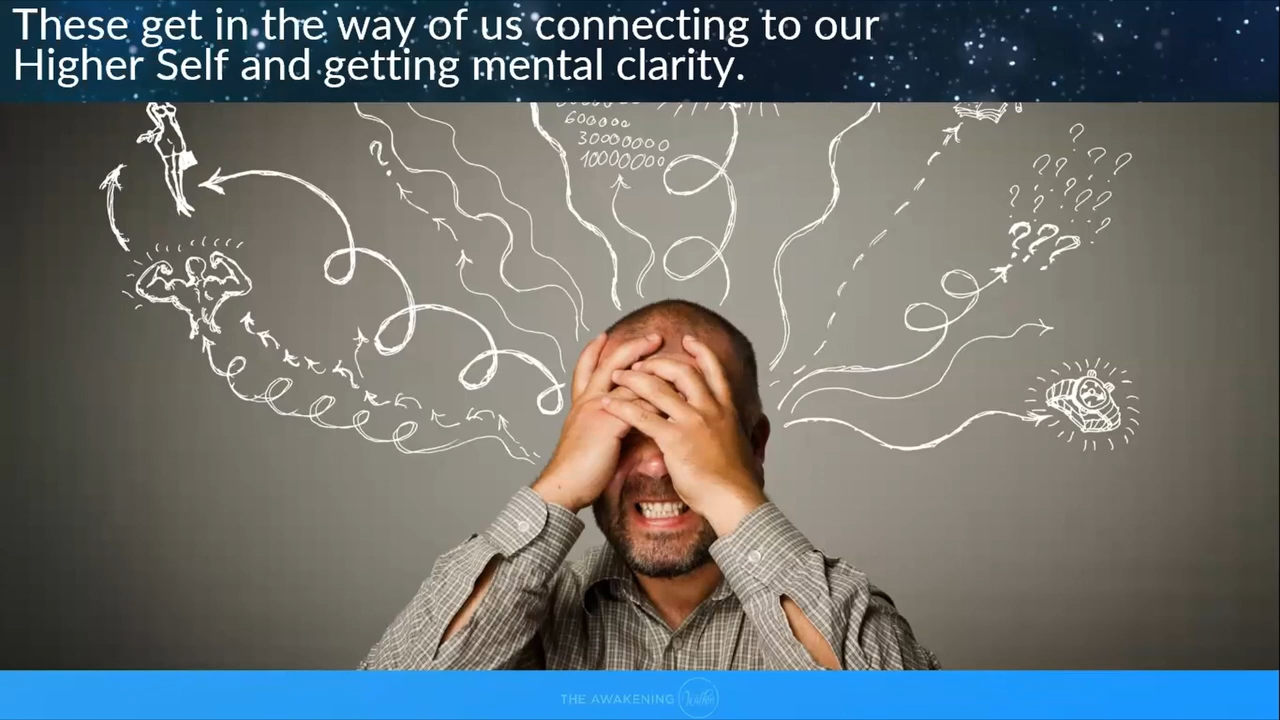 These get in the way of us connecting to our
Higher Self and getting mental clarity.
600000
30000000
10000000
?
? ? ? ? ? ? ? ? ? ? ?
???
THE AWAKENING